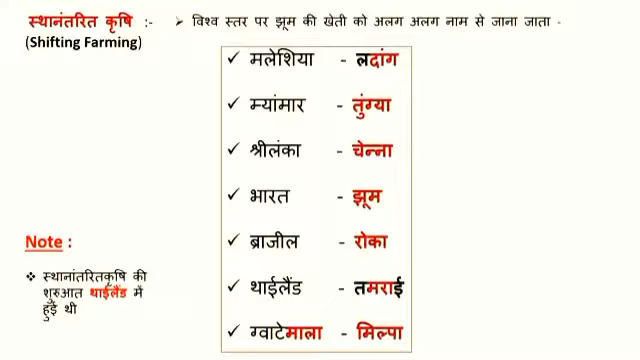 स्थानंतरित कृषि :- ➢ विश्व स्तर पर झूम की खेती को अलग अलग नाम से जाना जाता -
(Shifting Farming)
✓ मलेशिया - लदांग
✓ म्यांमार - तुंग्या
✓ श्रीलंका - चेन्ना
✓ भारत - झूम
✓ ब्राजील - रोका
✓ थाईलैंड - तमराई
✓ ग्वाटेमाला - मिल्पा
Note :
❖ स्थानांतरितकृषि की
शुरुआत थाईलैंड में
हुई थी